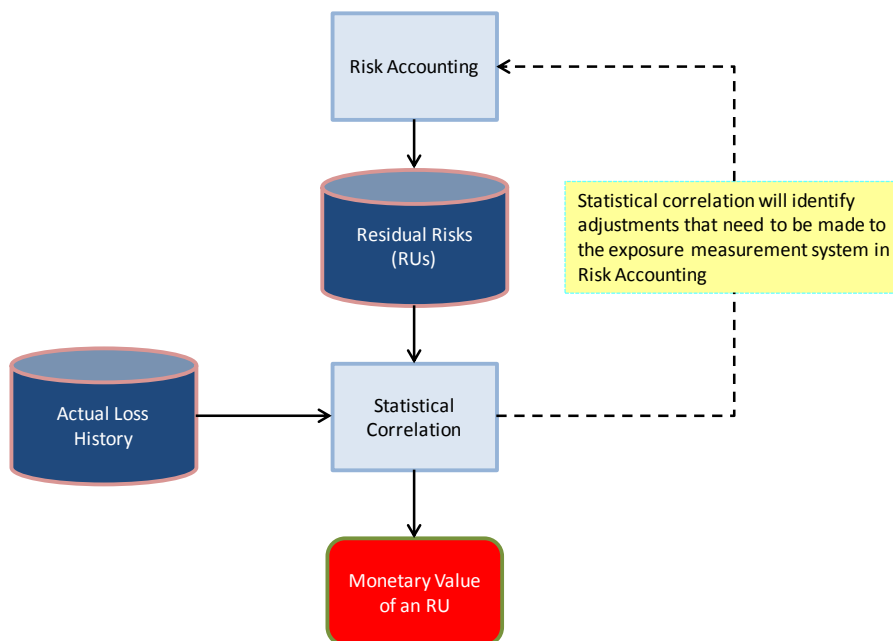 Risk Accounting
Residual Risks
(RUs)
Statistical correlation will identify
adjustments that need to be made to
the exposure measurement system in
Risk Accounting
Actual Loss
History
Statistical
Correlation
Monetary Value
of an RU